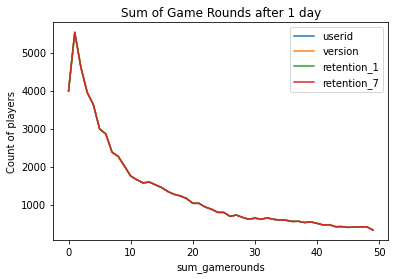 Sum of Game Rounds after 1 day
userid
version
retention_1
retention_7
Count of players
5000
4000
3000
2000
1000
0 10 20 30 40 50
sum_gamerounds